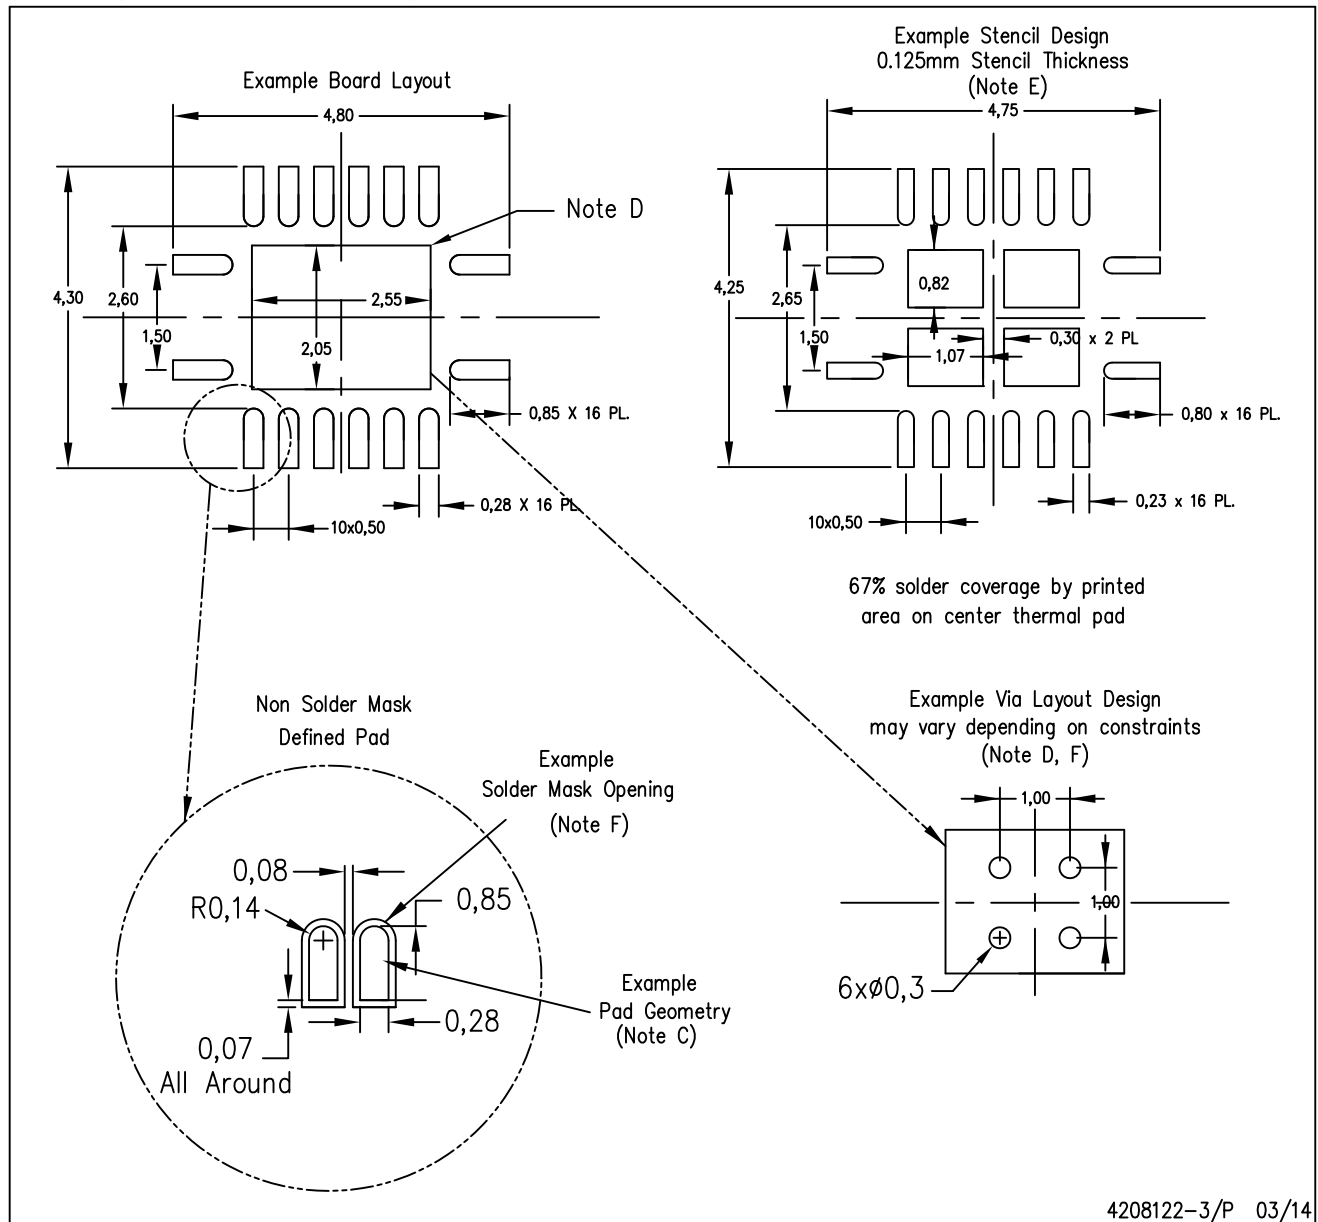 Example Board Layout
4,80
Note D
4,30
2,60
1,50
2,55
2,05
0,85 X 16 PL.
0,28 X 16 PL.
10x0,50
Example Stencil Design
0.125mm Stencil Thickness
(Note E)
4,75
4,25
2,65
1,50
0,82
0,30 x 2 PL
1,07
0,80 x 16 PL.
0,23 x 16 PL.
10x0,50
67% solder coverage by printed
area on center thermal pad
Non Solder Mask
Defined Pad
Example
Solder Mask Opening
(Note F)
0,08
R0,14
0,85
Example
Pad Geometry
(Note C)
0,28
0,07
All Around
Example Via Layout Design
may vary depending on constraints
(Note D, F)
1,00
1,00
6xø0,3
4208122-3/P 03/14